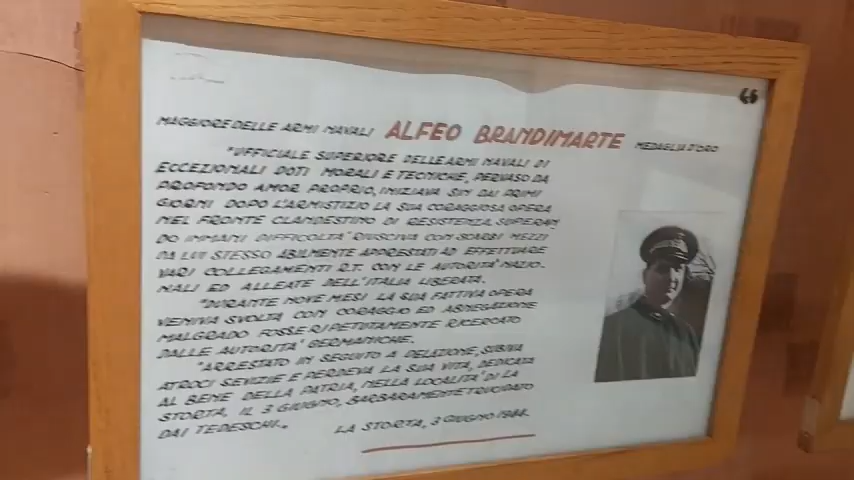 46
MAGGIORE DELLE ARMI NAVALI ALFEO BRANDIMARTE MEDAGLIA D'ORO
"UFFICIALE SUPERIORE DELLE ARMI NAVALI DI
ECCEZIONALI DOTI MORALI E TECNICHE, PERVASO DA
PROFONDO AMOR PROPRIO, INIZIAVA SIN DAI PRIMI
GIORNI DOPO L'ARMISTIZIO LA SUA CORAGGIOSA OPERA
NEL FRONTE CLANDESTINO DI RESISTENZA. SUPERAN
DO IMMANI DIFFICOLTA' RIUSCIVA CON SCARSI MEZZI
DA LUI STESSO ABILMENTE APPRESTATI AD EFFETTUARE
VARI COLLEGAMENTI R.T. CON LE AUTORITA' NAZIO-
NALI ED ALLEATE DELL'ITALIA LIBERATA.
"DURANTE NOVE MESI LA SUA FATTIVA OPERA
VENIVA SVOLTA CON CORAGGIO ED ABNEGAZIONE
MALGRADO FOSSE RIPETUTAMENTE RICERCATO
DALLE AUTORITA' GERMANICHE.
"ARRESTATO IN SEGUITO A DELAZIONE, SUBIVA
ATROCI SEVIZIE E PERDEVA LA SUA VITA, DEDICATA
AL BENE DELLA PATRIA, NELLA LOCALITA' DI LA
STORTA, IL 3 GIUGNO, BARBARAMENTE TRUCIDATO
DAI TEDESCHI„
LA STORTA, 3 GIUGNO 1944.